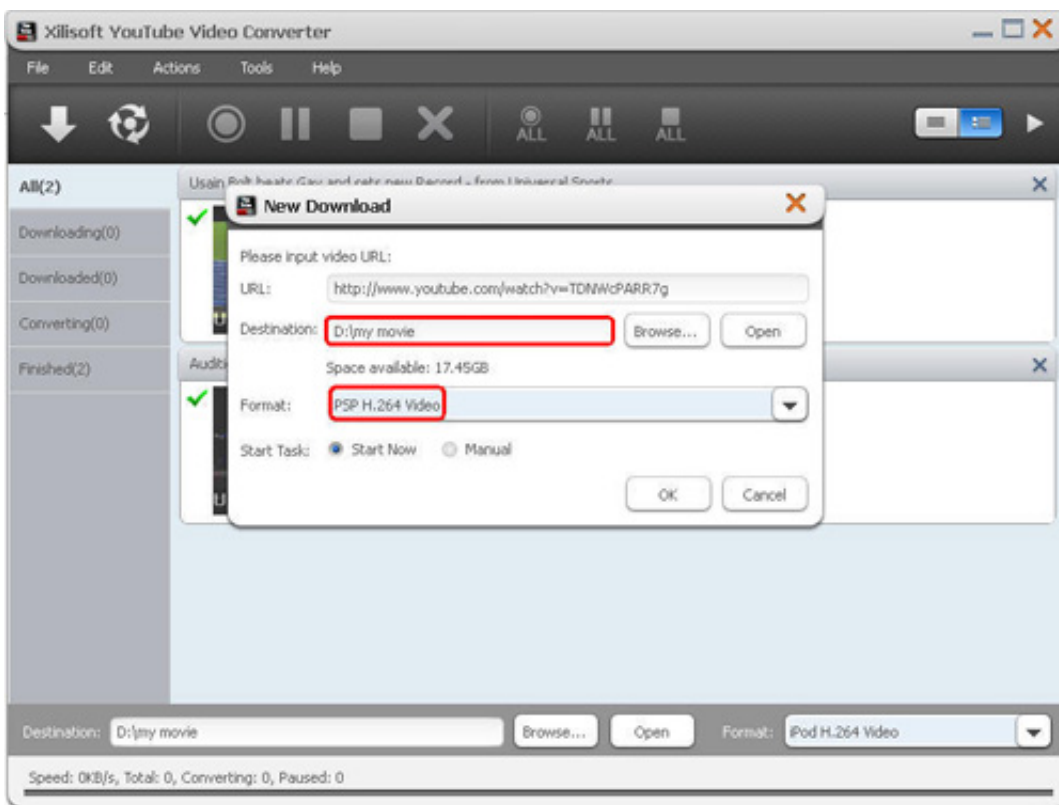 Xilisoft YouTube Video Converter
File Edit Actions Tools Help
ALL ALL ALL
All(2)
Usain Bolt beats Gay and sets new Record - from Universal Sports
New Download
Downloading(0)
Please input video URL:
Downloaded(0)
URL: http://www.youtube.com/watch?v=TDNWcPARR7g
Converting(0)
Destination: D:\my movie Browse... Open
Finished(2)
Space available: 17.45GB
Format: PSP H.264 Video
Start Task: Start Now Manual
OK Cancel
Destination: D:\my movie Browse... Open Format: iPod H.264 Video
Speed: 0KB/s, Total: 0, Converting: 0, Paused: 0